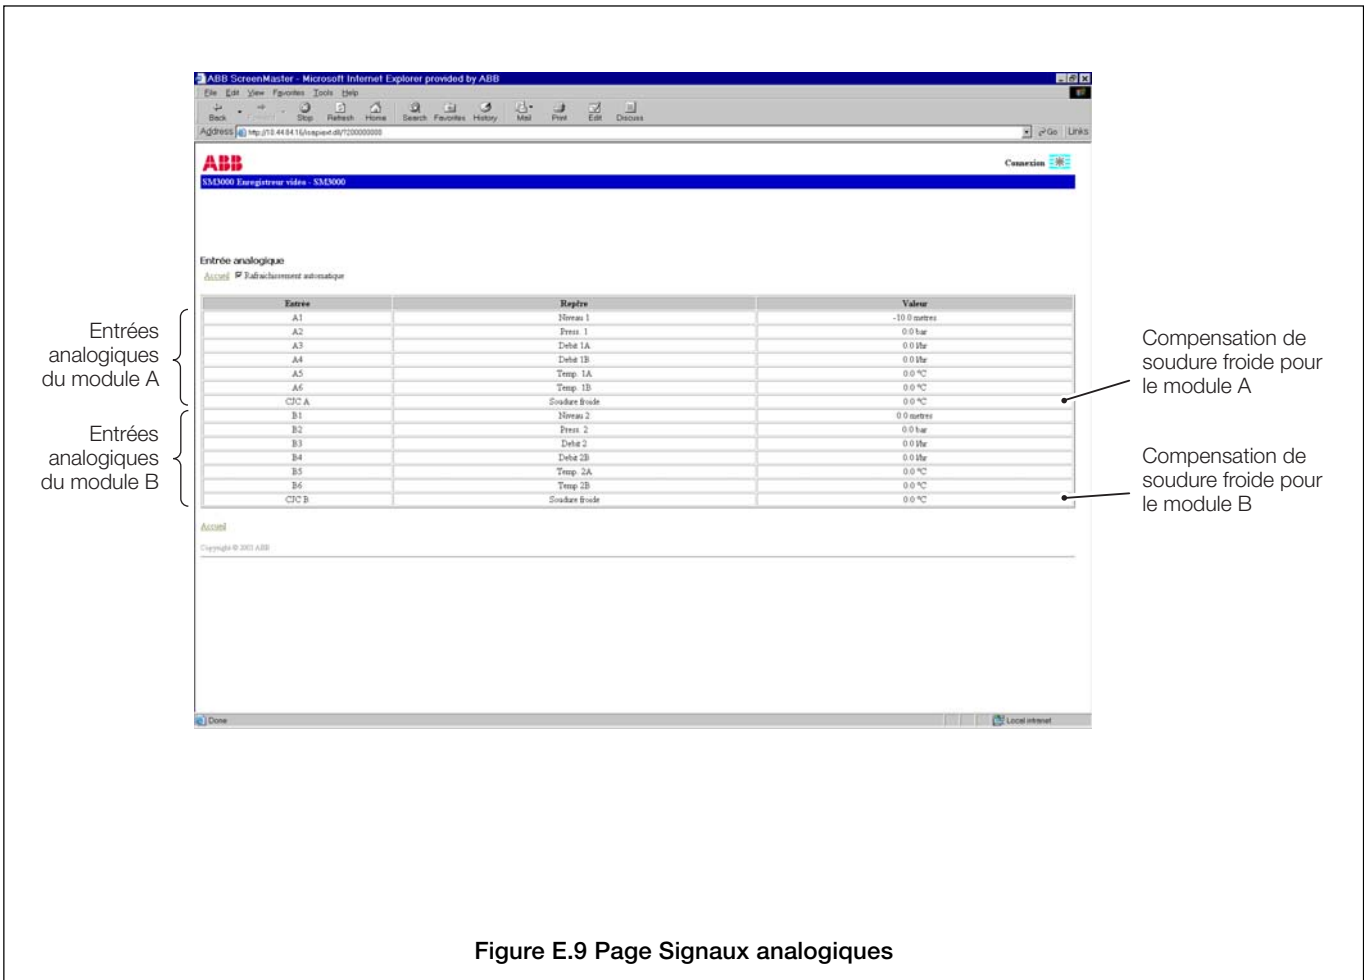 ABB ScreenMaster - Microsoft Internet Explorer provided by ABB
File Edit View Favorites Tools Help
Back Stop Refresh Home Search Favorites History Mail Print Edit Discuss
Address Go Links
ABB
Connexion
SM3000 Enregistreur video - SM3000
Entrée analogique
Accueil Rafraichissement automatique
Entrée Repère Valeur
A1 Niveau 1 -10.0 metres
A2 Press. 1 0.0 bar
A3 Debit 1A 0.0 l/hr
A4 Debit 1B 0.0 l/hr
A5 Temp. 1A 0.0 °C
A6 Temp. 1B 0.0 °C
CJC A Soudure froide 0.0 °C
B1 Niveau 2 0.0 metres
B2 Press. 2 0.0 bar
B3 Debit 2 0.0 l/hr
B4 Debit 2B 0.0 l/hr
B5 Temp. 2A 0.0 °C
B6 Temp 2B 0.0 °C
CJC B Soudure froide 0.0 °C
Accueil
Copyright © 2003 ABB
Done Local intranet
Entrées
analogiques
du module A
Entrées
analogiques
du module B
Compensation de
soudure froide pour
le module A
Compensation de
soudure froide pour
le module B
Figure E.9 Page Signaux analogiques